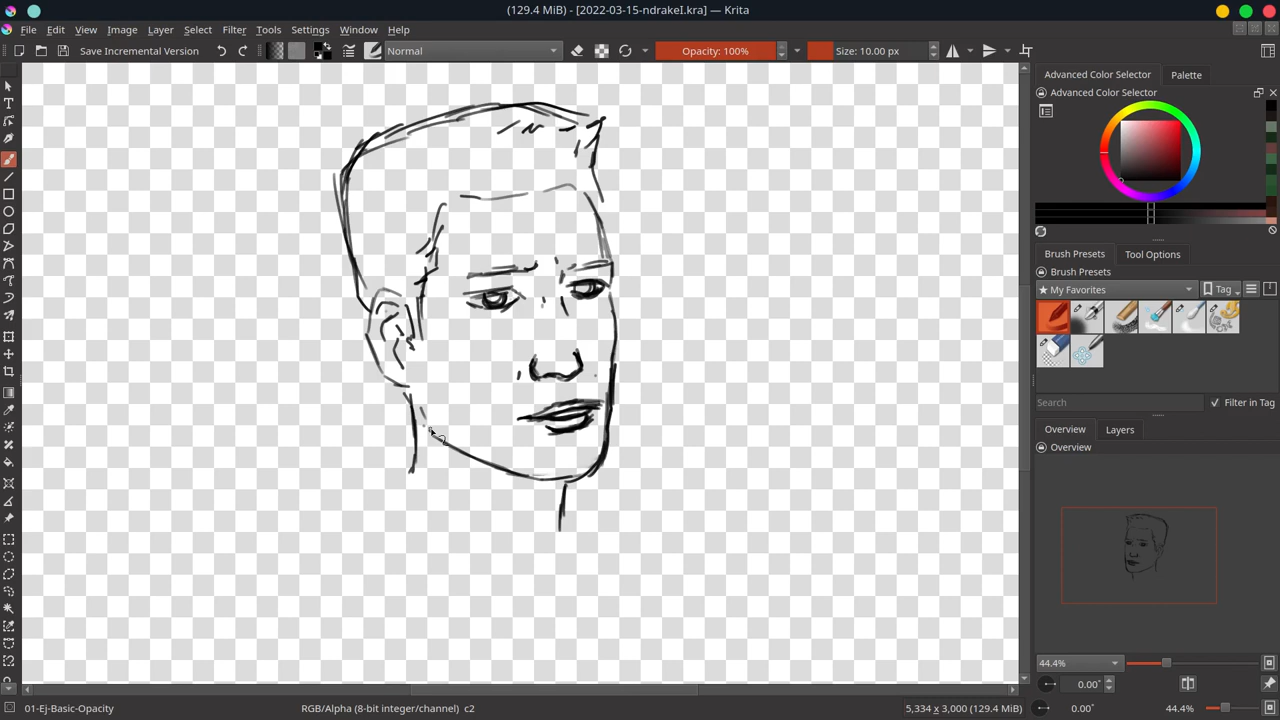 (129.4 MiB) - [2022-03-15-ndrakeI.kra] — Krita
File Edit View Image Layer Select Filter Tools Settings Window Help
Save Incremental Version Normal Opacity: 100% Size: 10.00 px
Advanced Color Selector Palette
Advanced Color Selector
Brush Presets Tool Options
Brush Presets
★ My Favorites Tag
Search Filter in Tag
Overview Layers
Overview
44.4%
0.00°
01-Ej-Basic-Opacity RGB/Alpha (8-bit integer/channel) c2 5,334 x 3,000 (129.4 MiB) 0.00° 44.4%